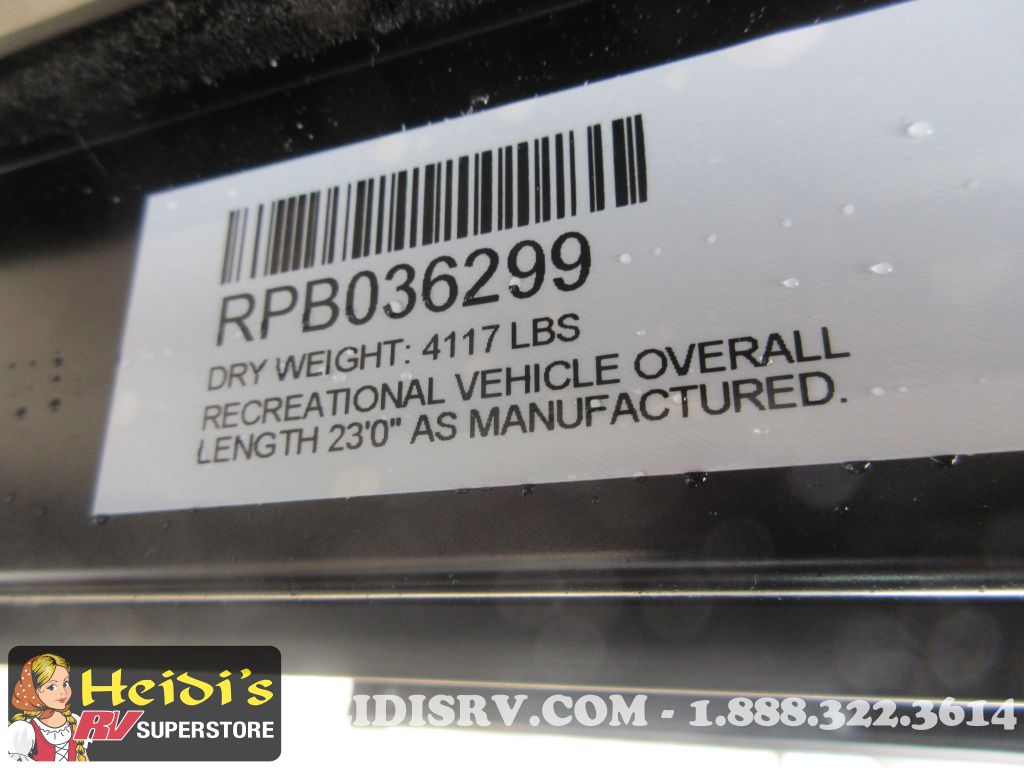 RPB036299
DRY WEIGHT: 4117 LBS
RECREATIONAL VEHICLE OVERALL
LENGTH 23'0" AS MANUFACTURED.
Heidi's
RV SUPERSTORE
IDISRV.COM - 1.888.322.3614